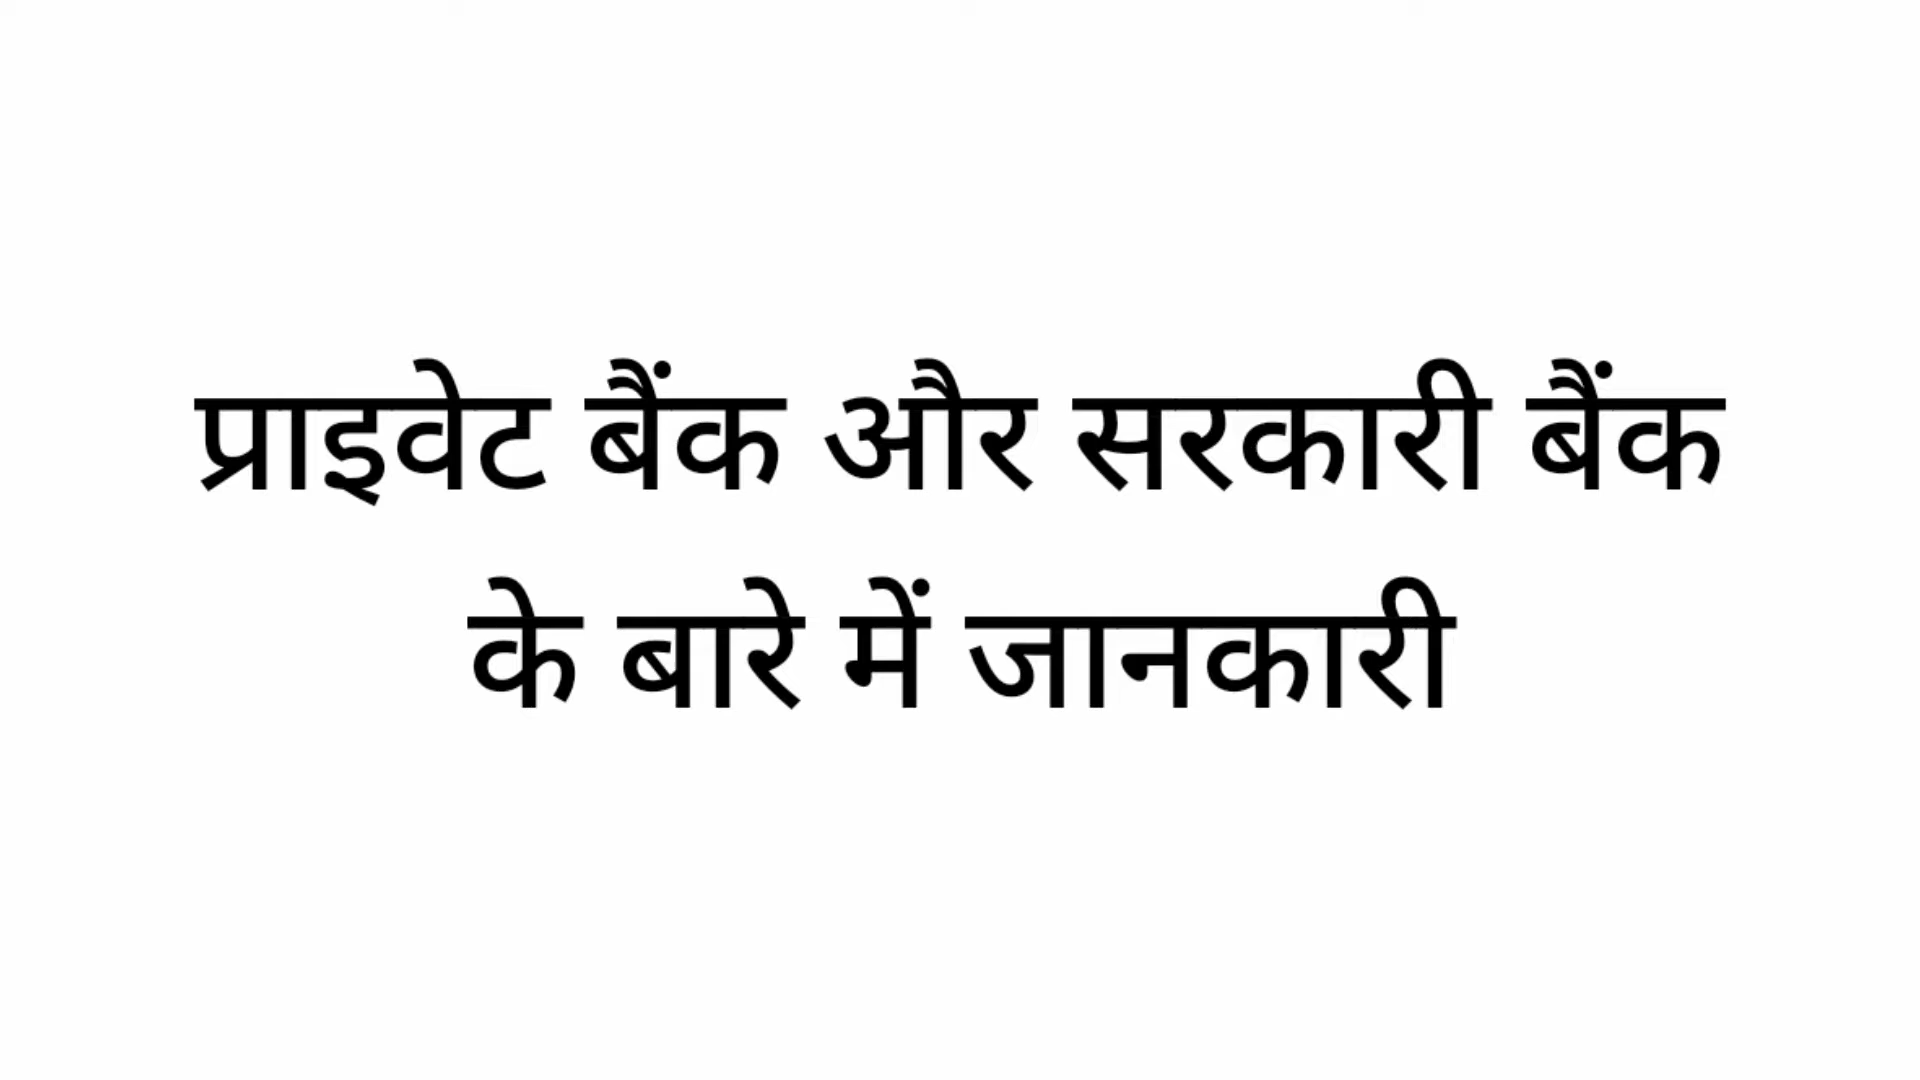 प्राइवेट बैंक और सरकारी बैंक
के बारे में जानकारी